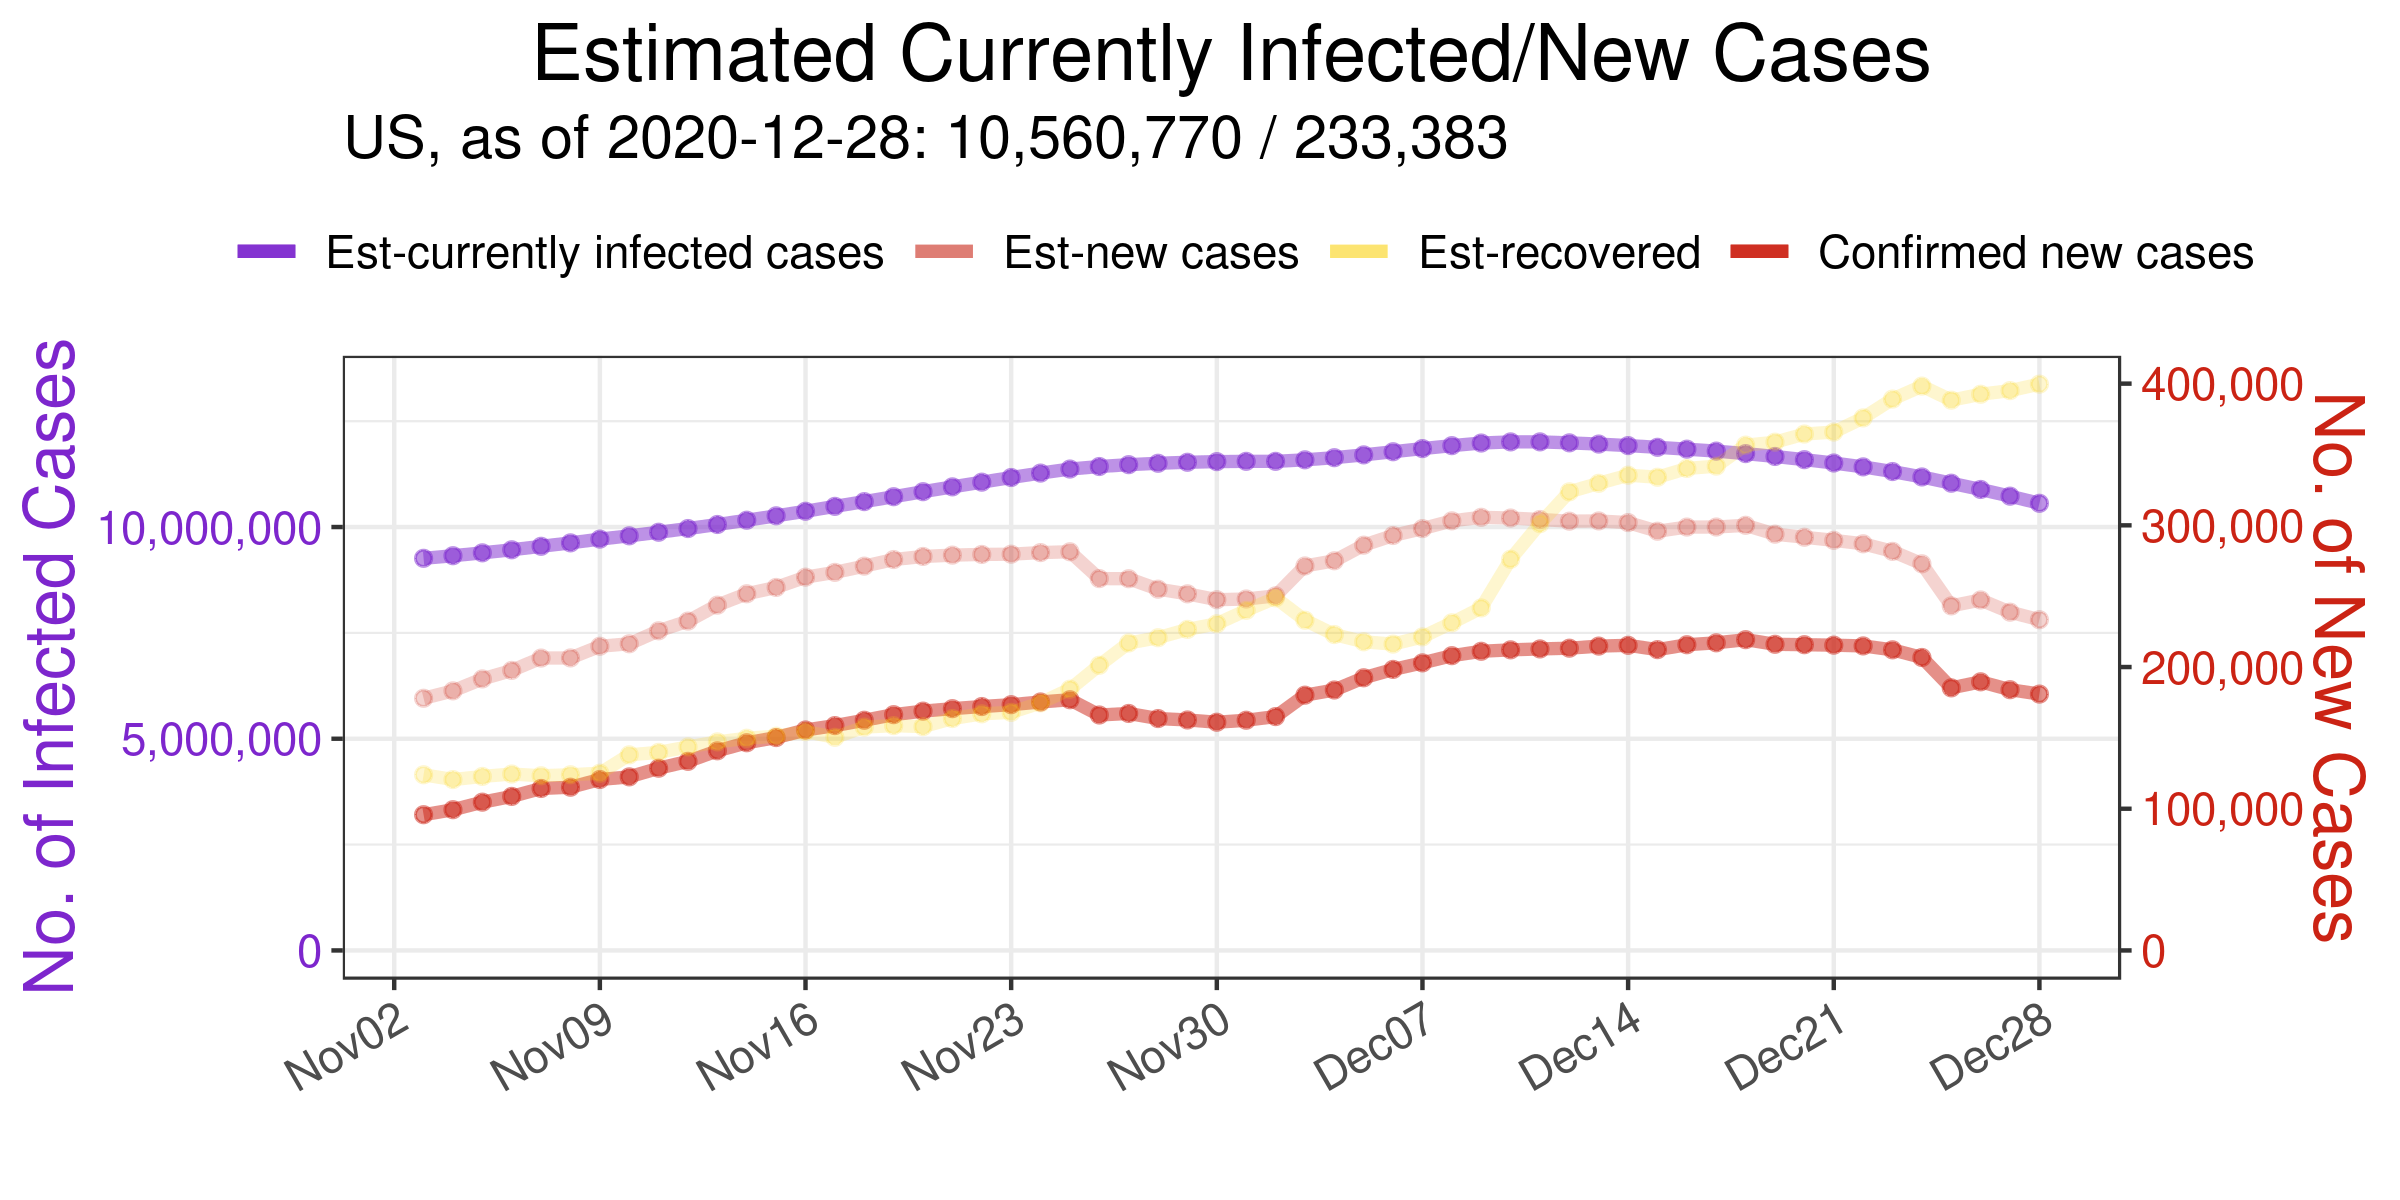 Estimated Currently Infected/New Cases
US, as of 2020-12-28: 10,560,770 / 233,383
Est-currently infected cases Est-new cases Est-recovered Confirmed new cases
No. of Infected Cases
10,000,000
5,000,000
0
400,000
300,000
200,000
100,000
0
No. of New Cases
Nov02 Nov09 Nov16 Nov23 Nov30 Dec07 Dec14 Dec21 Dec28